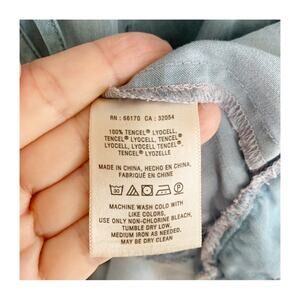 RN : 66170 CA : 32054
100% TENCEL® LYOCELL,
TENCEL® LYOCELL, TENCEL®
LYOCELL, LYOCELL TENCEL®,
TENCEL® LYOZELLE
MADE IN CHINA, HECHO EN CHINA,
FABRIQUÉ EN CHINE
MACHINE WASH COLD WITH
LIKE COLORS,
USE ONLY NON-CHLORINE BLEACH,
TUMBLE DRY LOW,
MEDIUM IRON AS NEEDED.
MAY BE DRY CLEAN